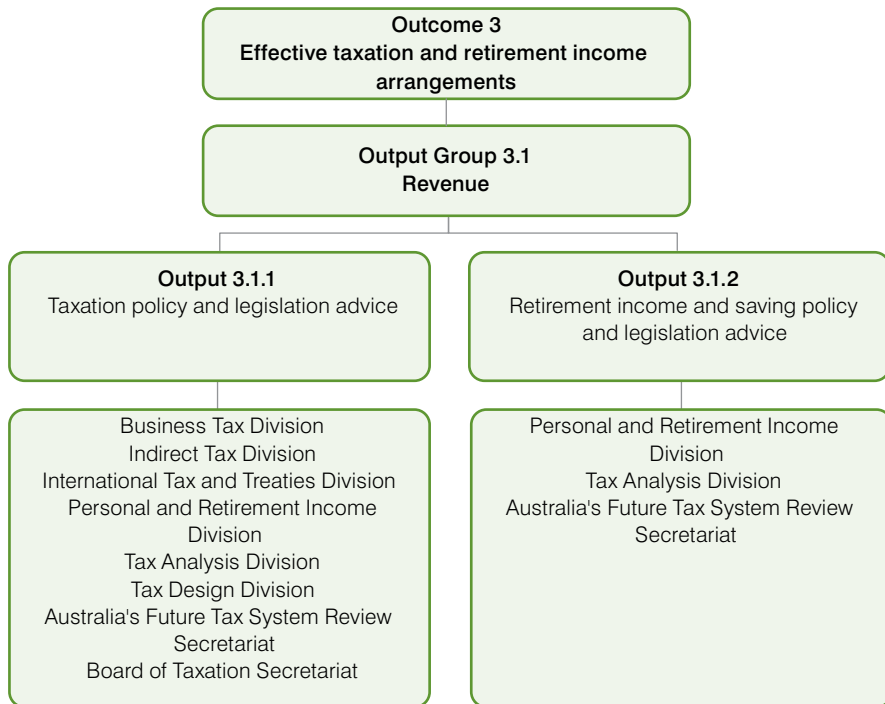 Outcome 3
Effective taxation and retirement income
arrangements
Output Group 3.1
Revenue
Output 3.1.1
Taxation policy and legislation advice
Output 3.1.2
Retirement income and saving policy
and legislation advice
Business Tax Division
Indirect Tax Division
International Tax and Treaties Division
Personal and Retirement Income
Division
Tax Analysis Division
Tax Design Division
Australia's Future Tax System Review
Secretariat
Board of Taxation Secretariat
Personal and Retirement Income
Division
Tax Analysis Division
Australia's Future Tax System Review
Secretariat